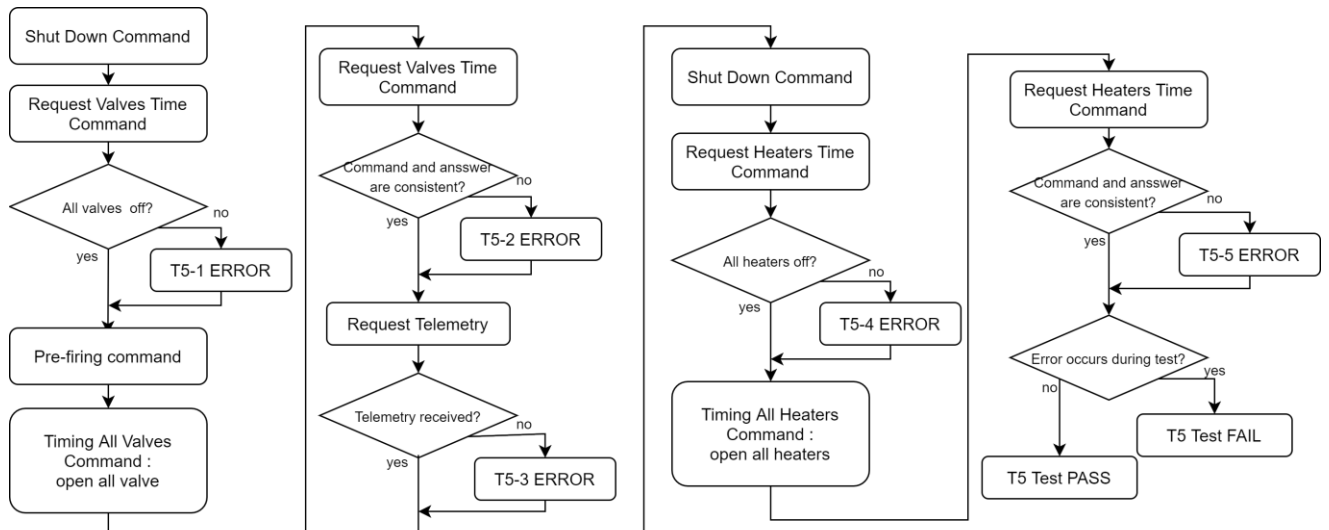 Shut Down Command
Request Valves Time
Command
All valves off?
no
yes
T5-1 ERROR
Pre-firing command
Timing All Valves
Command :
open all valve
Request Valves Time
Command
Command and ansswer
are consistent?
no
yes
T5-2 ERROR
Request Telemetry
Telemetry received?
no
yes
T5-3 ERROR
Shut Down Command
Request Heaters Time
Command
All heaters off?
no
yes
T5-4 ERROR
Timing All Heaters
Command :
open all heaters
Request Heaters Time
Command
Command and ansswer
are consistent?
no
yes
T5-5 ERROR
Error occurs during test?
yes
no
T5 Test FAIL
T5 Test PASS